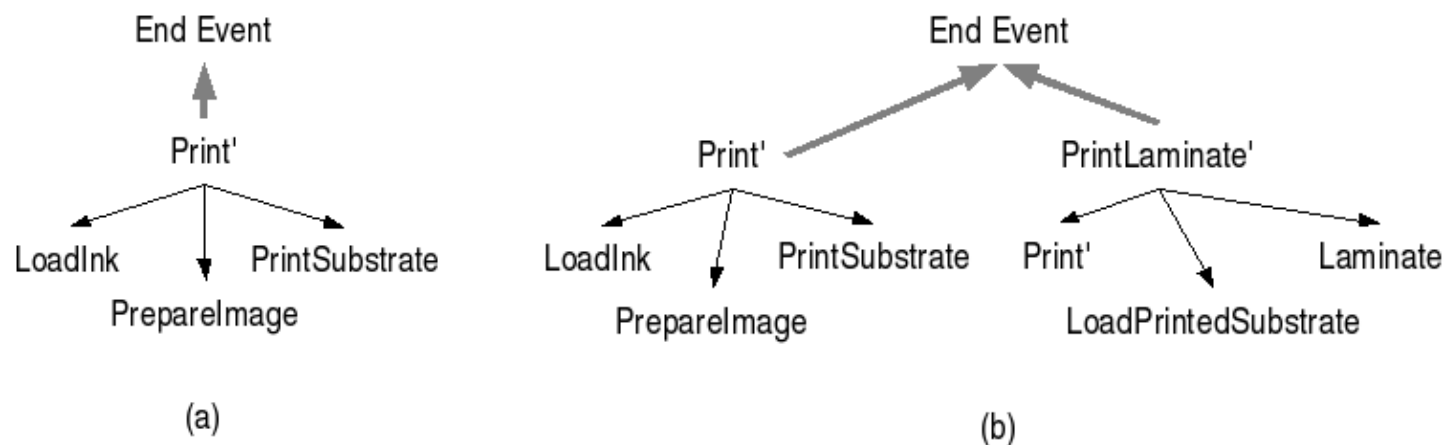 End Event
Print'
LoadInk
PrintSubstrate
PrepareImage
(a)
End Event
Print'
PrintLaminate'
LoadInk
PrintSubstrate
PrepareImage
Print'
Laminate
LoadPrintedSubstrate
(b)